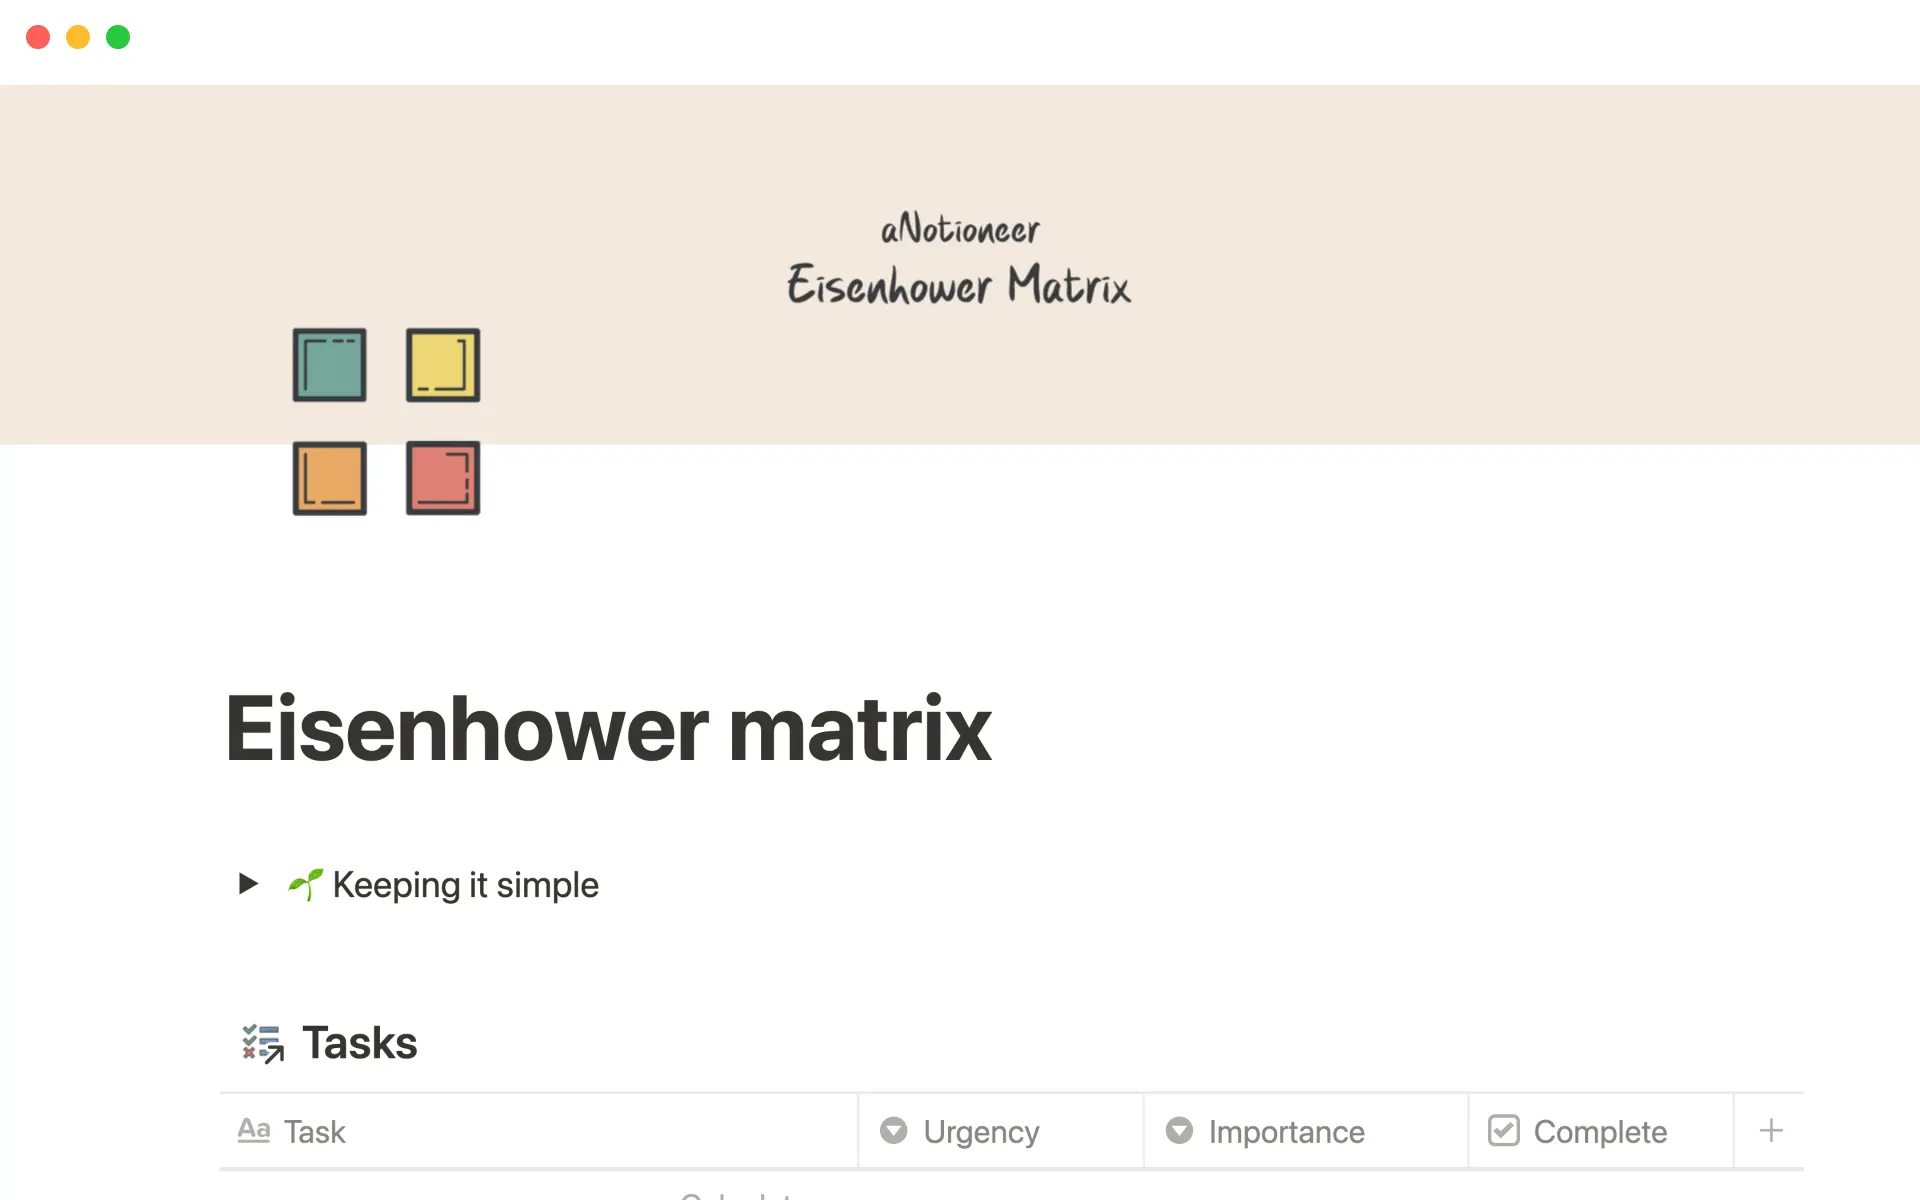 aNotioneer
Eisenhower Matrix
Eisenhower matrix
🌱 Keeping it simple
Tasks
Aa Task Urgency Importance Complete +